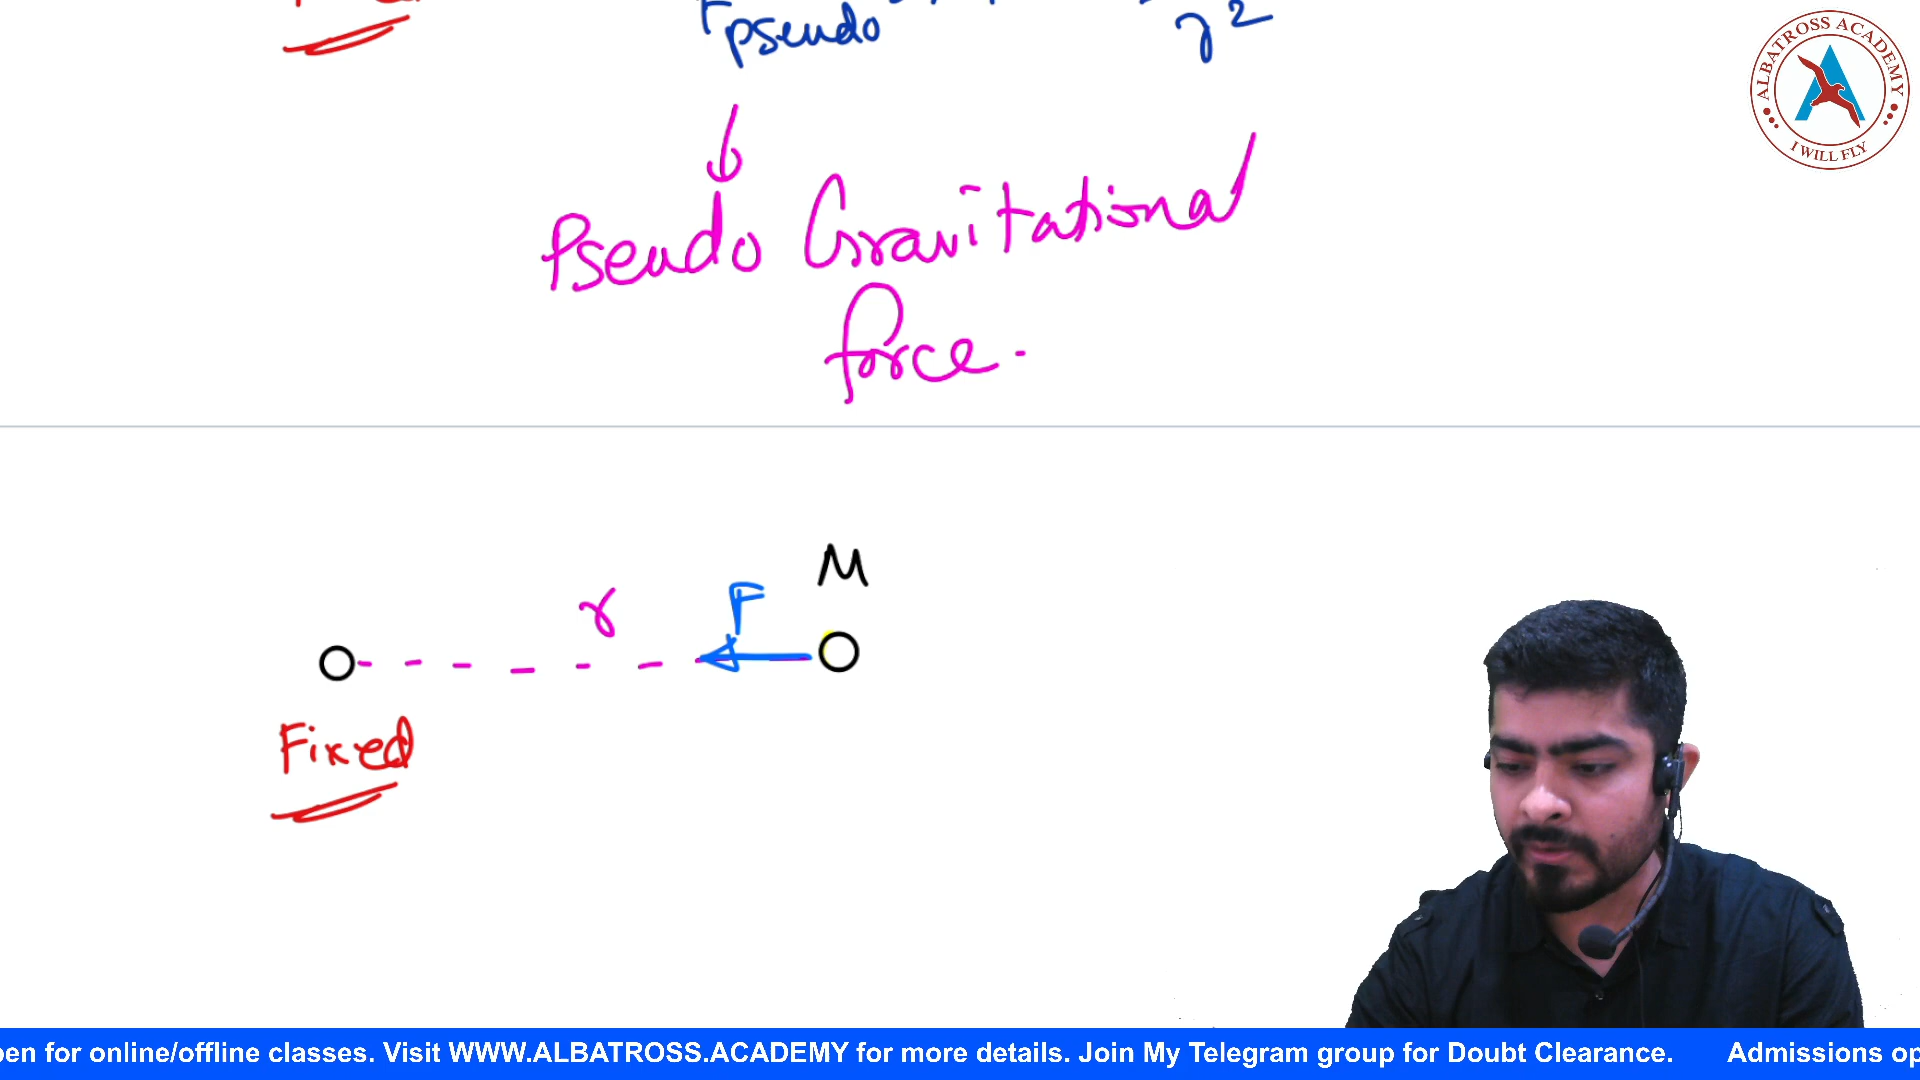 F pseudo r²
ALBATROSS ACADEMY
I WILL FLY
Pseudo Gravitational
force.
M
r F
Fixed
en for online/offline classes. Visit WWW.ALBATROSS.ACADEMY for more details. Join My Telegram group for Doubt Clearance. Admissions op